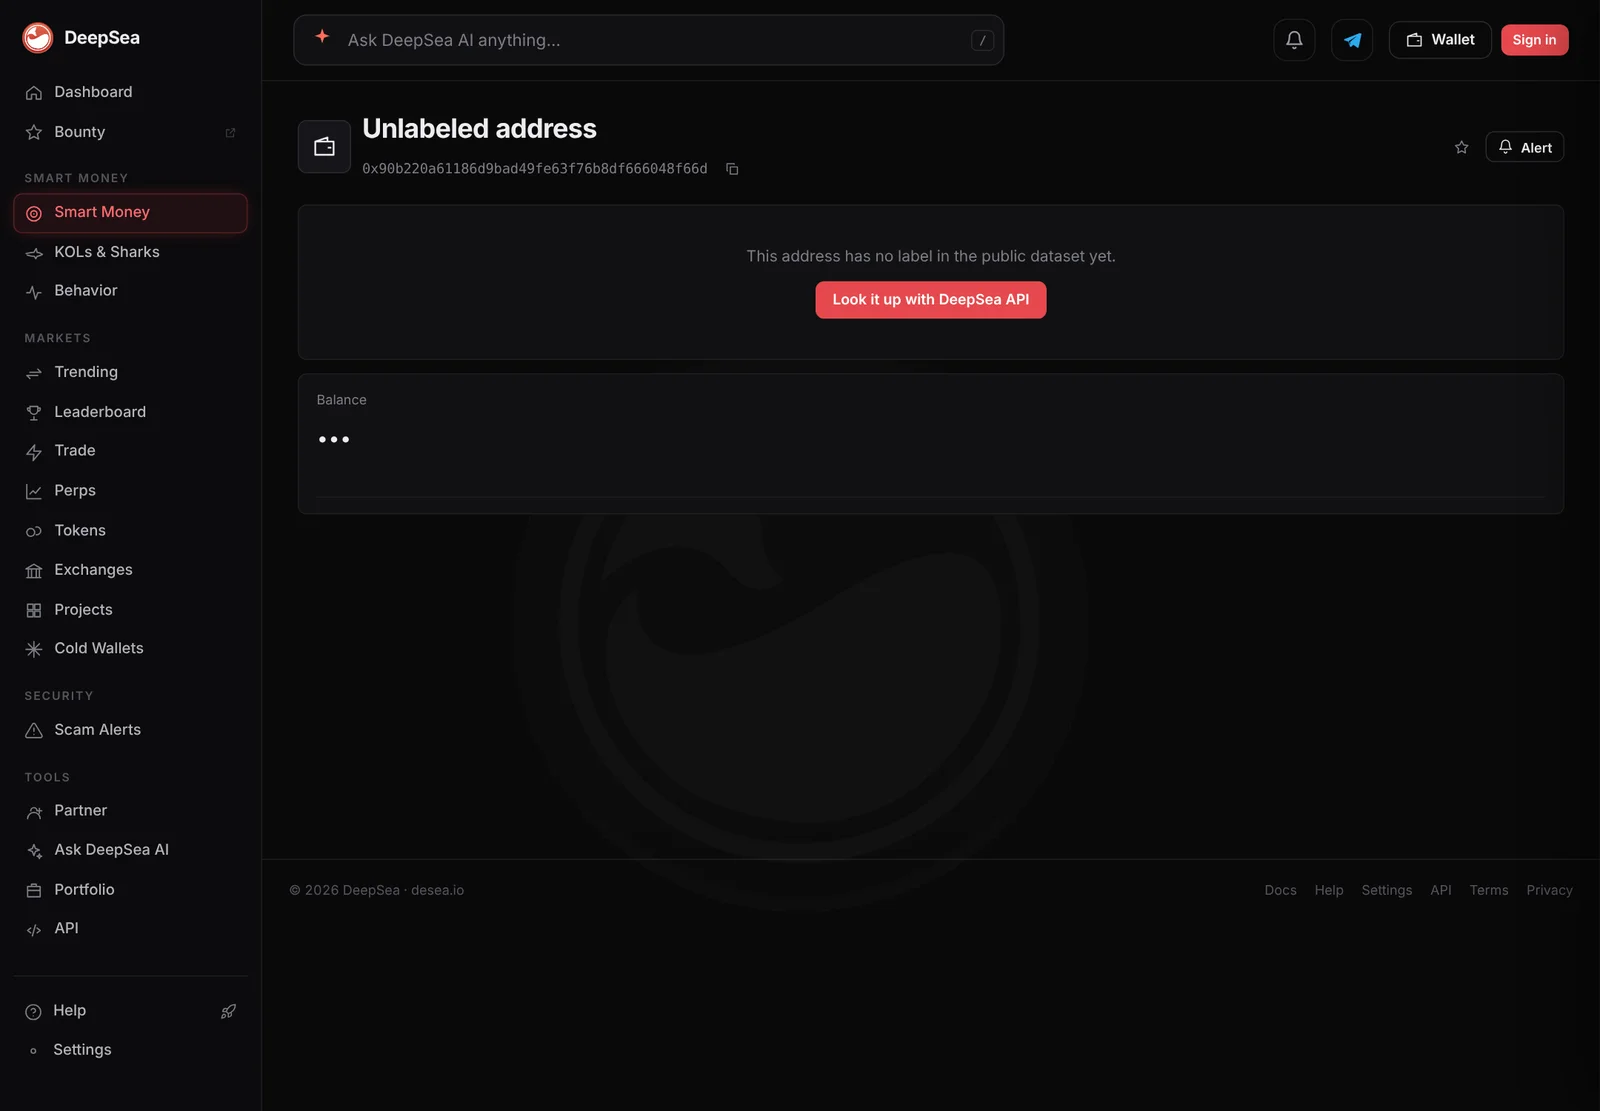 DeepSea
Dashboard
Bounty
SMART MONEY
Smart Money
KOLs & Sharks
Behavior
MARKETS
Trending
Leaderboard
Trade
Perps
Tokens
Exchanges
Projects
Cold Wallets
SECURITY
Scam Alerts
TOOLS
Partner
Ask DeepSea AI
Portfolio
API
Help
Settings
Ask DeepSea AI anything...
/
Wallet
Sign in
Unlabeled address
0x90b220a61186d9bad49fe63f76b8df666048f66d
Alert
This address has no label in the public dataset yet.
Look it up with DeepSea API
Balance
•••
© 2026 DeepSea · desea.io
Docs Help Settings API Terms Privacy